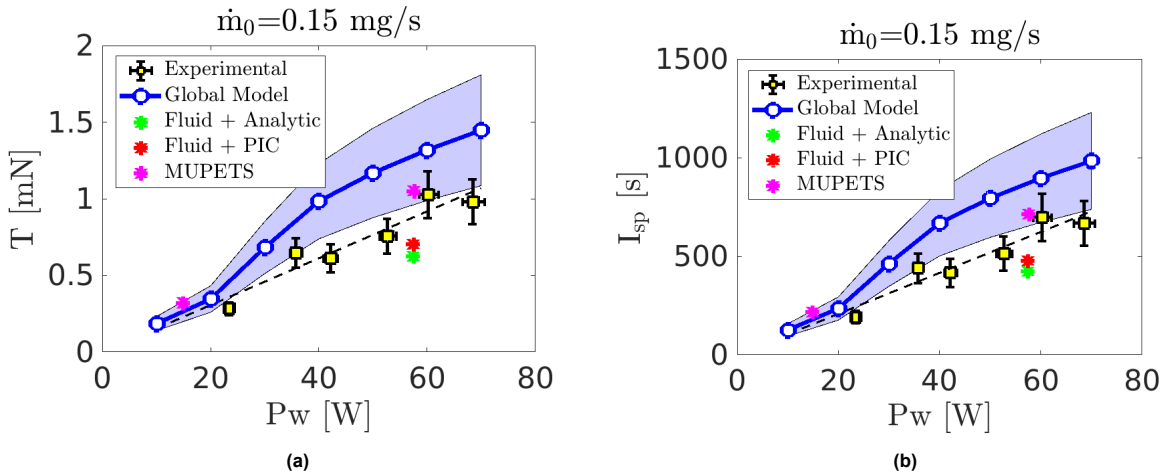 ṁ₀=0.15 mg/s
2
1.5
1
0.5
0
T [mN]
Experimental
Global Model
Fluid + Analytic
Fluid + PIC
MUPETS
0 20 40 60 80
Pw [W]
(a)
ṁ₀=0.15 mg/s
1500
1000
500
0
I_sp [s]
Experimental
Global Model
Fluid + Analytic
Fluid + PIC
MUPETS
0 20 40 60 80
Pw [W]
(b)